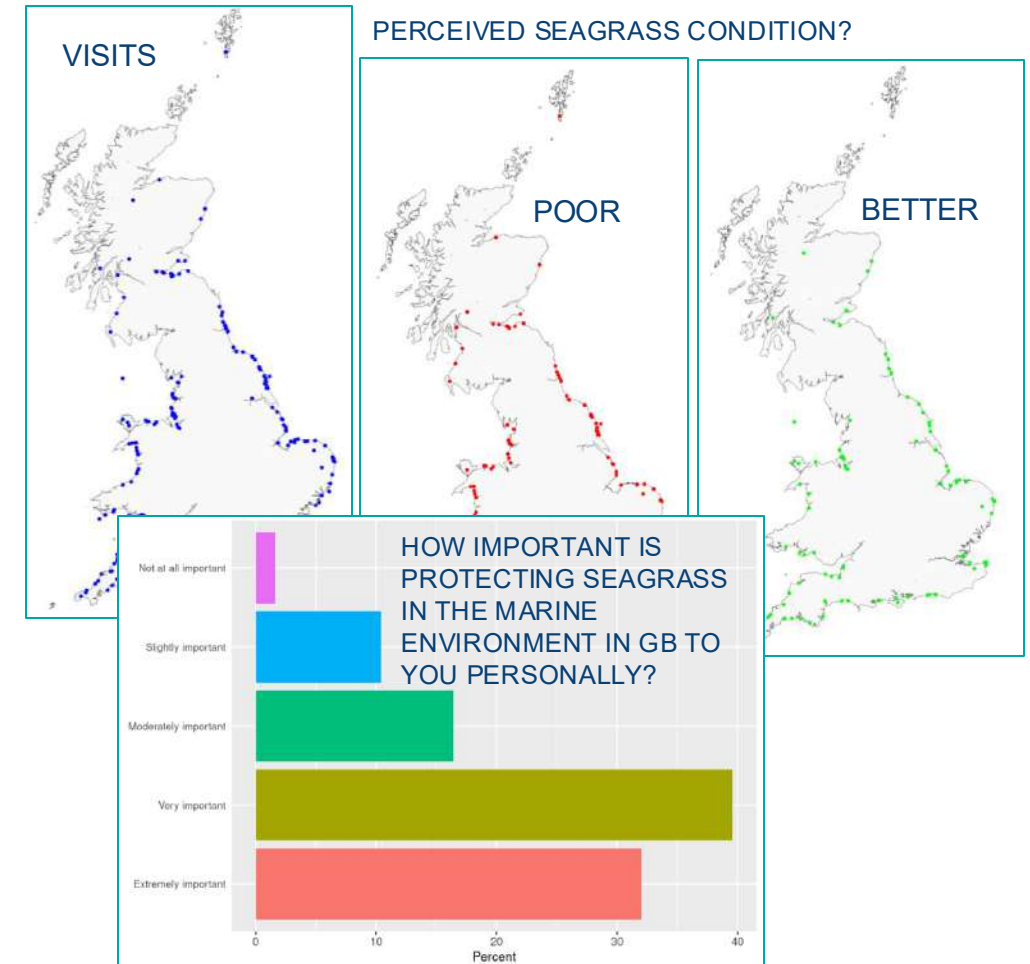 VISITS
PERCEIVED SEAGRASS CONDITION?
POOR
BETTER
HOW IMPORTANT IS
PROTECTING SEAGRASS
IN THE MARINE
ENVIRONMENT IN GB TO
YOU PERSONALLY?
Not at all important
Slightly important
Moderately important
Very important
Extremely important
0 10 20 30 40
Percent